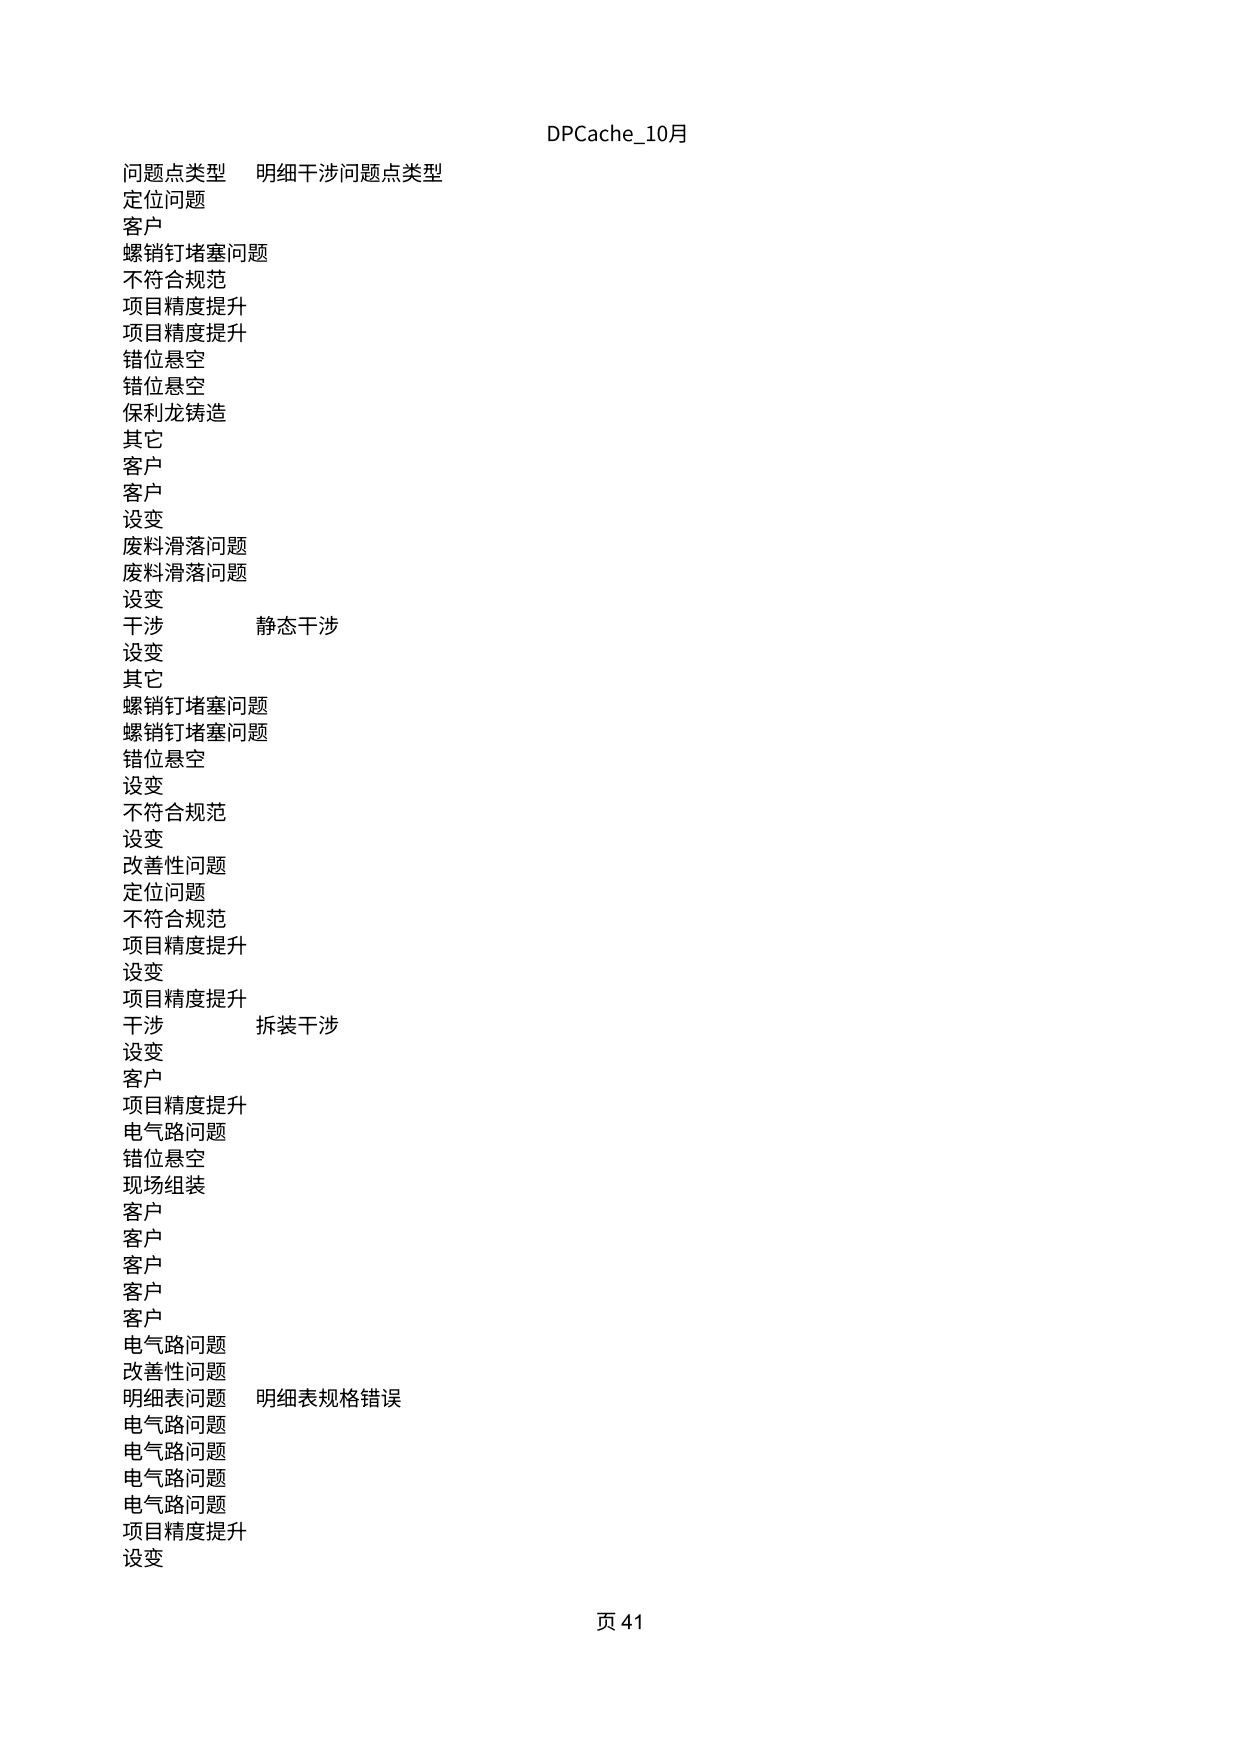 DPCache_10月
问题点类型 明细干涉问题点类型
定位问题
客户
螺销钉堵塞问题
不符合规范
项目精度提升
项目精度提升
错位悬空
错位悬空
保利龙铸造
其它
客户
客户
设变
废料滑落问题
废料滑落问题
设变
干涉 静态干涉
设变
其它
螺销钉堵塞问题
螺销钉堵塞问题
错位悬空
设变
不符合规范
设变
改善性问题
定位问题
不符合规范
项目精度提升
设变
项目精度提升
干涉 拆装干涉
设变
客户
项目精度提升
电气路问题
错位悬空
现场组装
客户
客户
客户
客户
客户
电气路问题
改善性问题
明细表问题 明细表规格错误
电气路问题
电气路问题
电气路问题
电气路问题
项目精度提升
设变
页 41